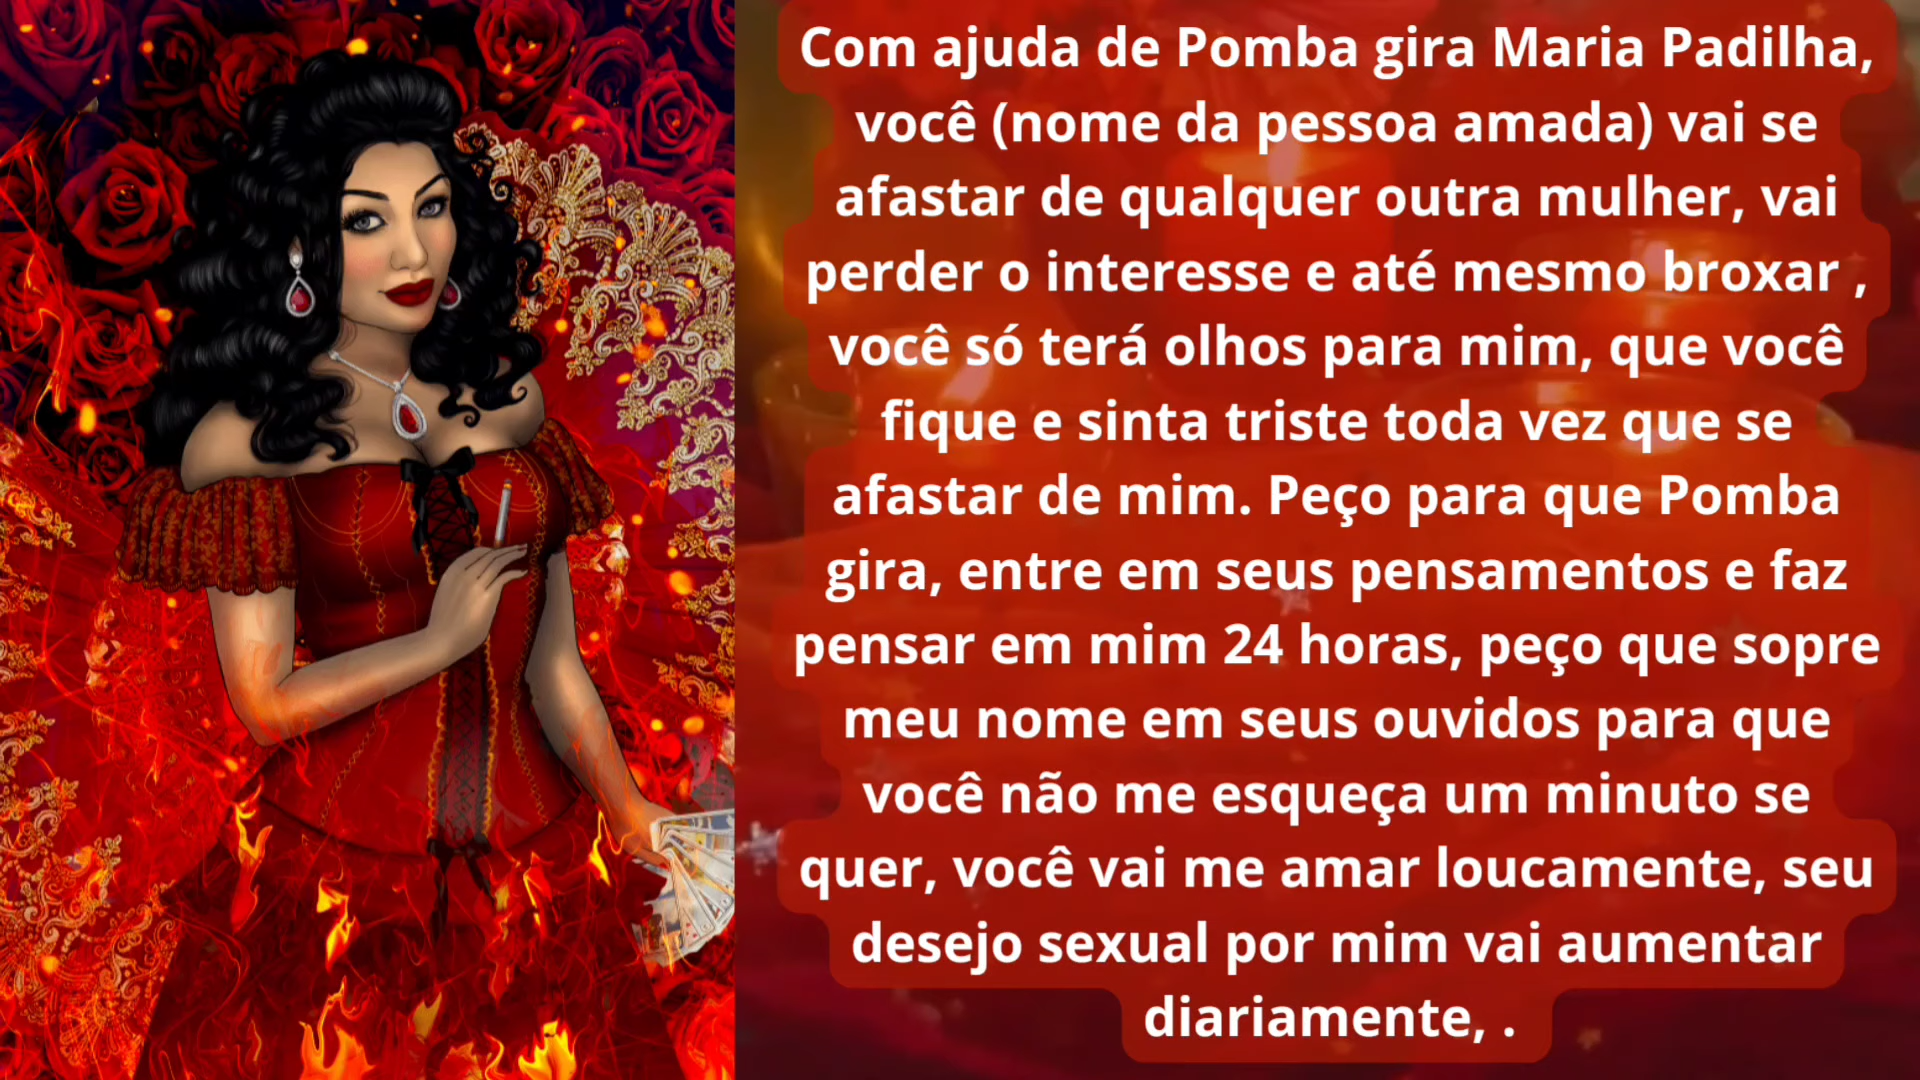 Com ajuda de Pomba gira Maria Padilha,
você (nome da pessoa amada) vai se
afastar de qualquer outra mulher, vai
perder o interesse e até mesmo broxar ,
você só terá olhos para mim, que você
fique e sinta triste toda vez que se
afastar de mim. Peço para que Pomba
gira, entre em seus pensamentos e faz
pensar em mim 24 horas, peço que sopre
meu nome em seus ouvidos para que
você não me esqueça um minuto se
quer, você vai me amar loucamente, seu
desejo sexual por mim vai aumentar
diariamente, .